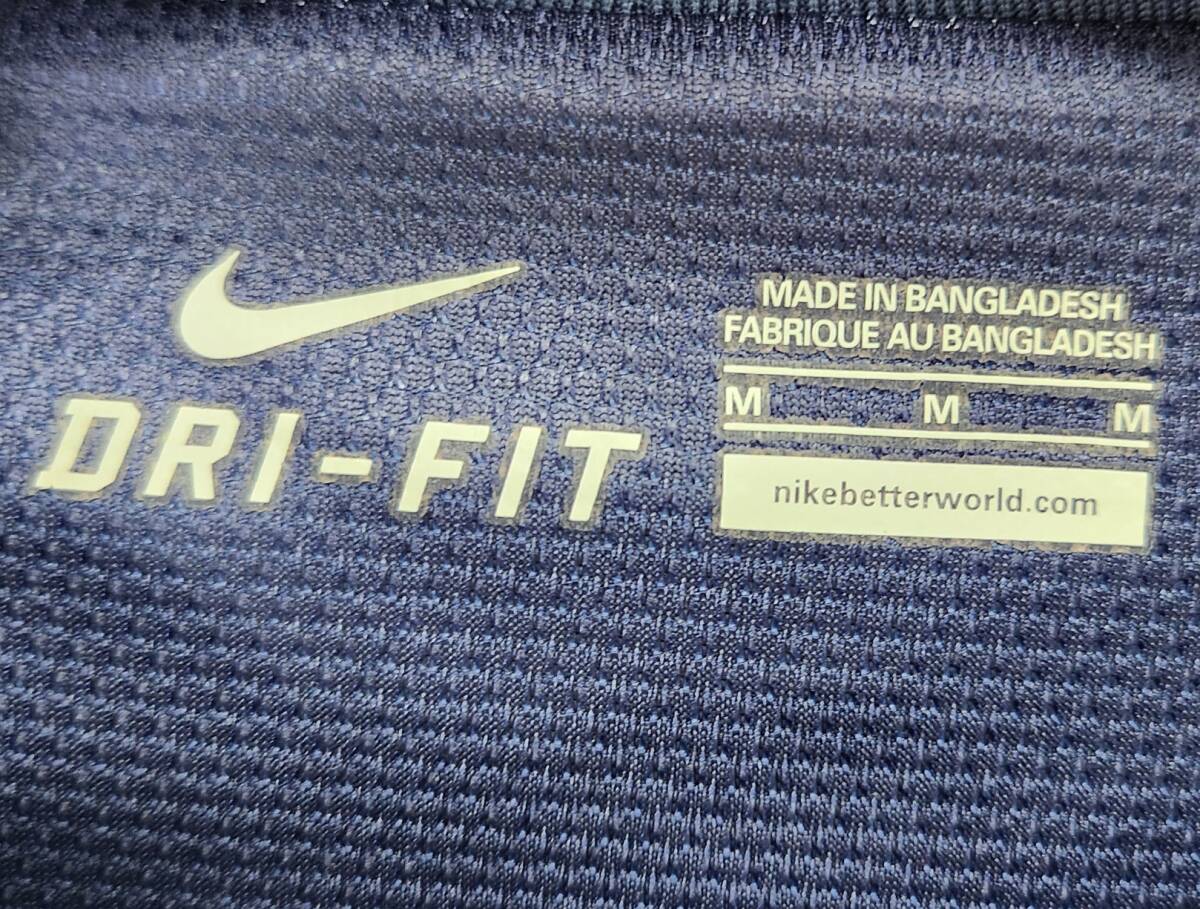 DRI-FIT
MADE IN BANGLADESH
FABRIQUE AU BANGLADESH
M M M
nikebetterworld.com